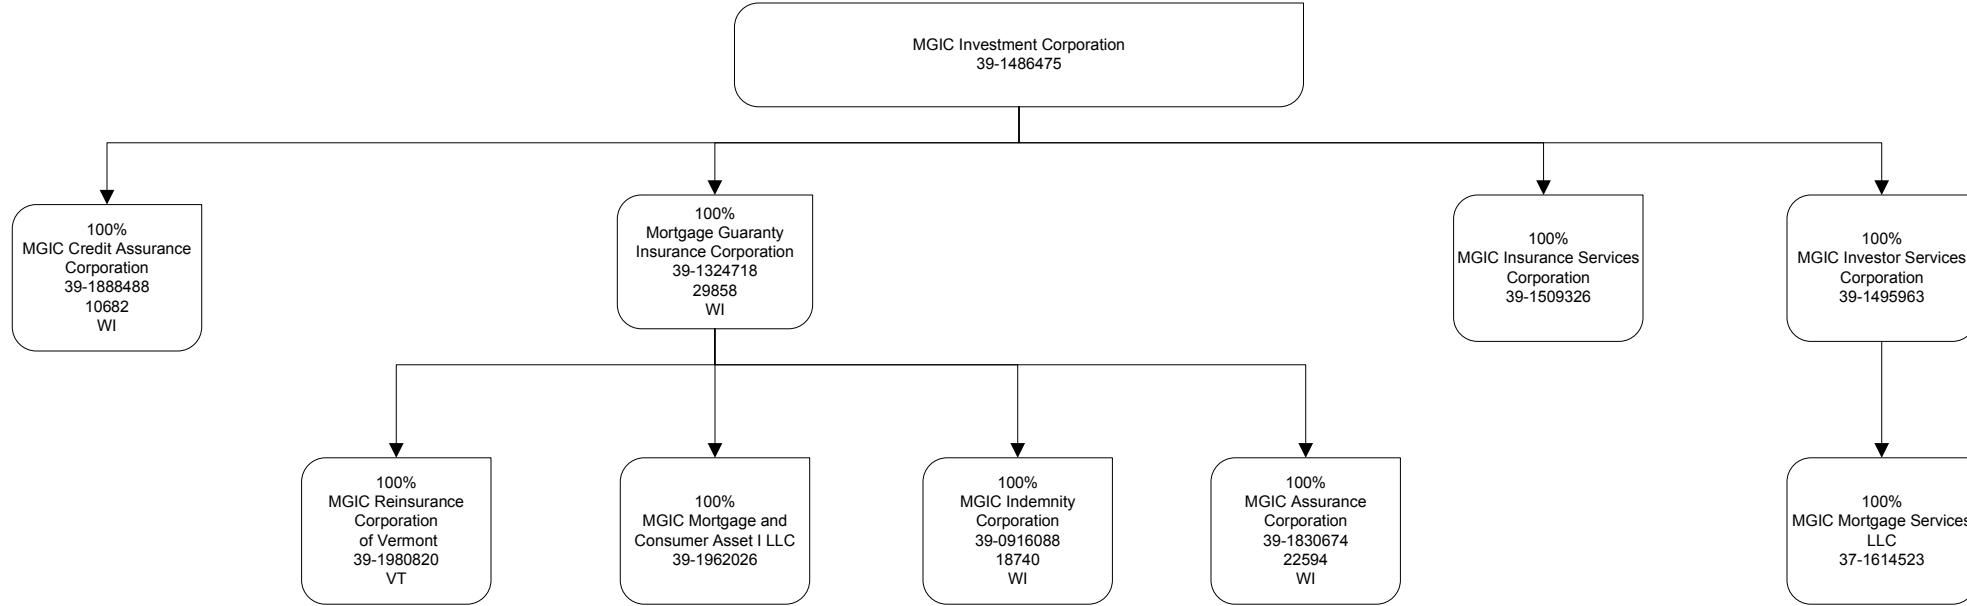 MGIC Investment Corporation
39-1486475
100%
MGIC Credit Assurance
Corporation
39-1888488
10682
WI
100%
Mortgage Guaranty
Insurance Corporation
39-1324718
29858
WI
100%
MGIC Insurance Services
Corporation
39-1509326
100%
MGIC Investor Services
Corporation
39-1495963
100%
MGIC Reinsurance
Corporation
of Vermont
39-1980820
VT
100%
MGIC Mortgage and
Consumer Asset I LLC
39-1962026
100%
MGIC Indemnity
Corporation
39-0916088
18740
WI
100%
MGIC Assurance
Corporation
39-1830674
22594
WI
100%
MGIC Mortgage Services
LLC
37-1614523